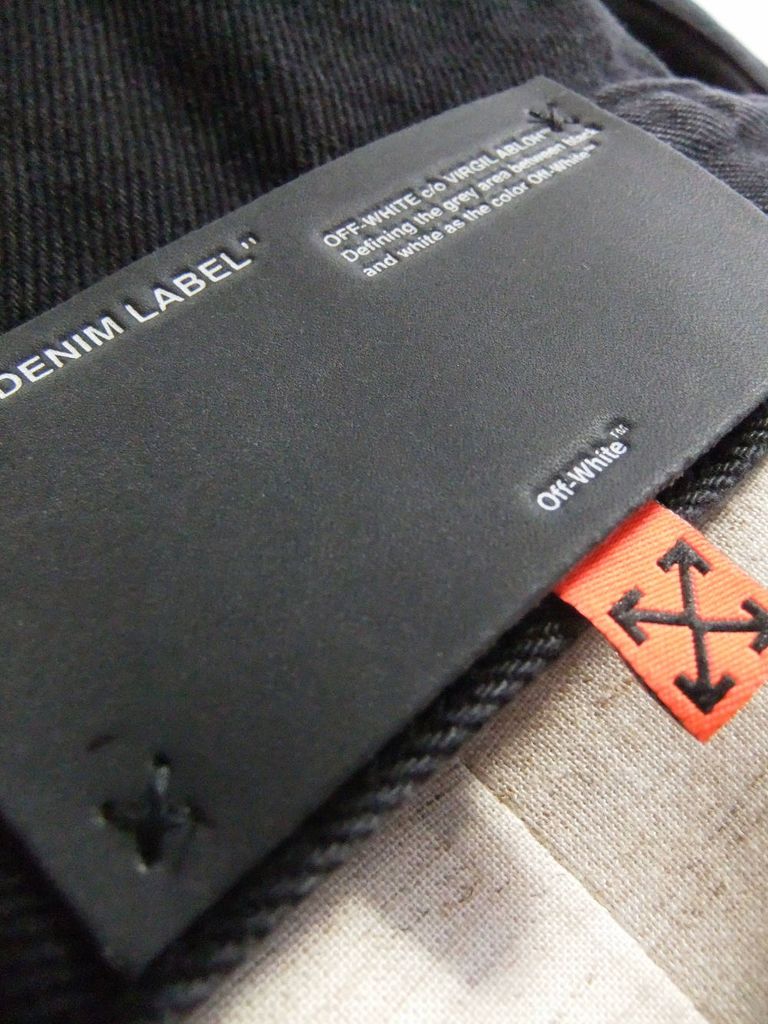 DENIM LABEL"
OFF-WHITE c/o VIRGIL ABLOH™
Defining the grey area between black
and white as the color Off-White™
Off-White™